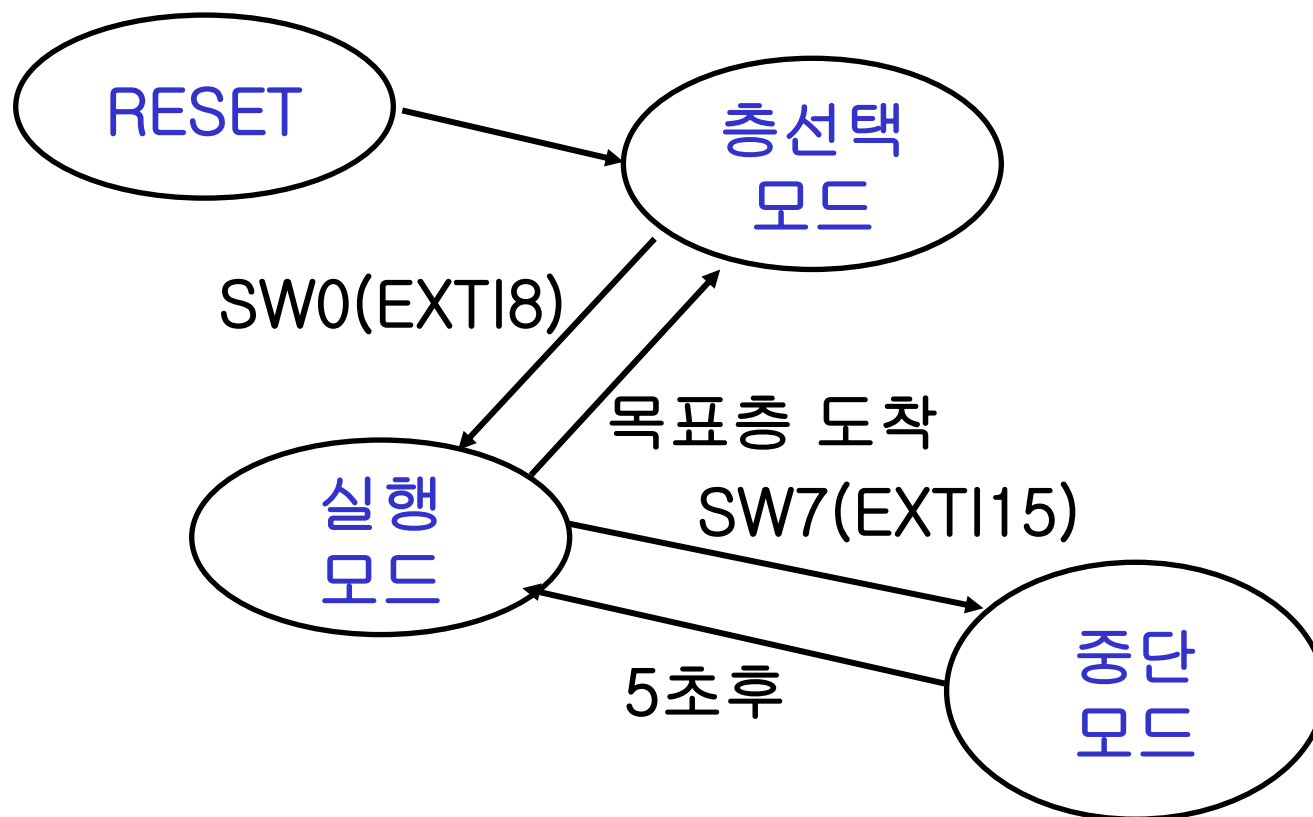 RESET
층선택
모드
SW0(EXTI8)
목표층 도착
실행
모드
SW7(EXTI15)
5초후
중단
모드